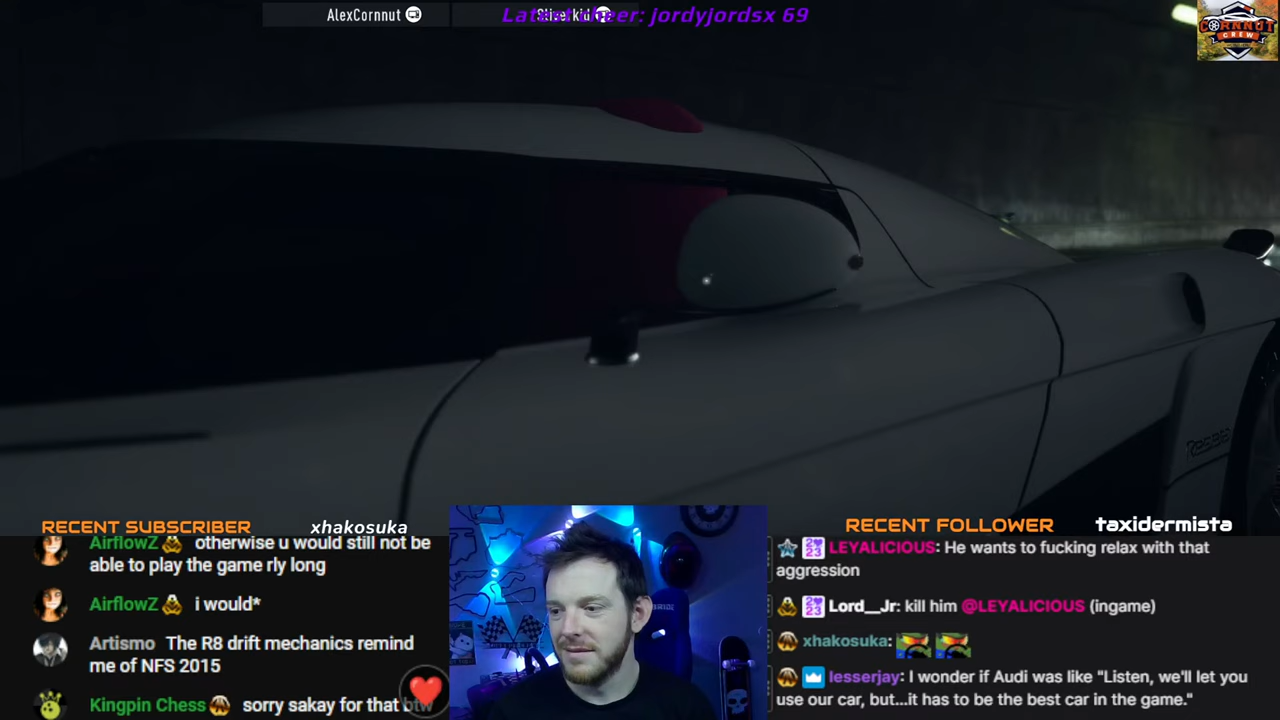 AlexCornnut
Latest cheer: jordyjordsx 69
CORNNUT
CREW
RECENT SUBSCRIBER xhakosuka
AirflowZ otherwise u would still not be
able to play the game rly long
AirflowZ i would*
Artismo The R8 drift mechanics remind
me of NFS 2015
Kingpin Chess sorry sakay for that btw
RECENT FOLLOWER taxidermista
LEYALICIOUS: He wants to fucking relax with that
aggression
Lord__Jr: kill him @LEYALICIOUS (ingame)
xhakosuka:
lesserjay: I wonder if Audi was like "Listen, we'll let you
use our car, but...it has to be the best car in the game."